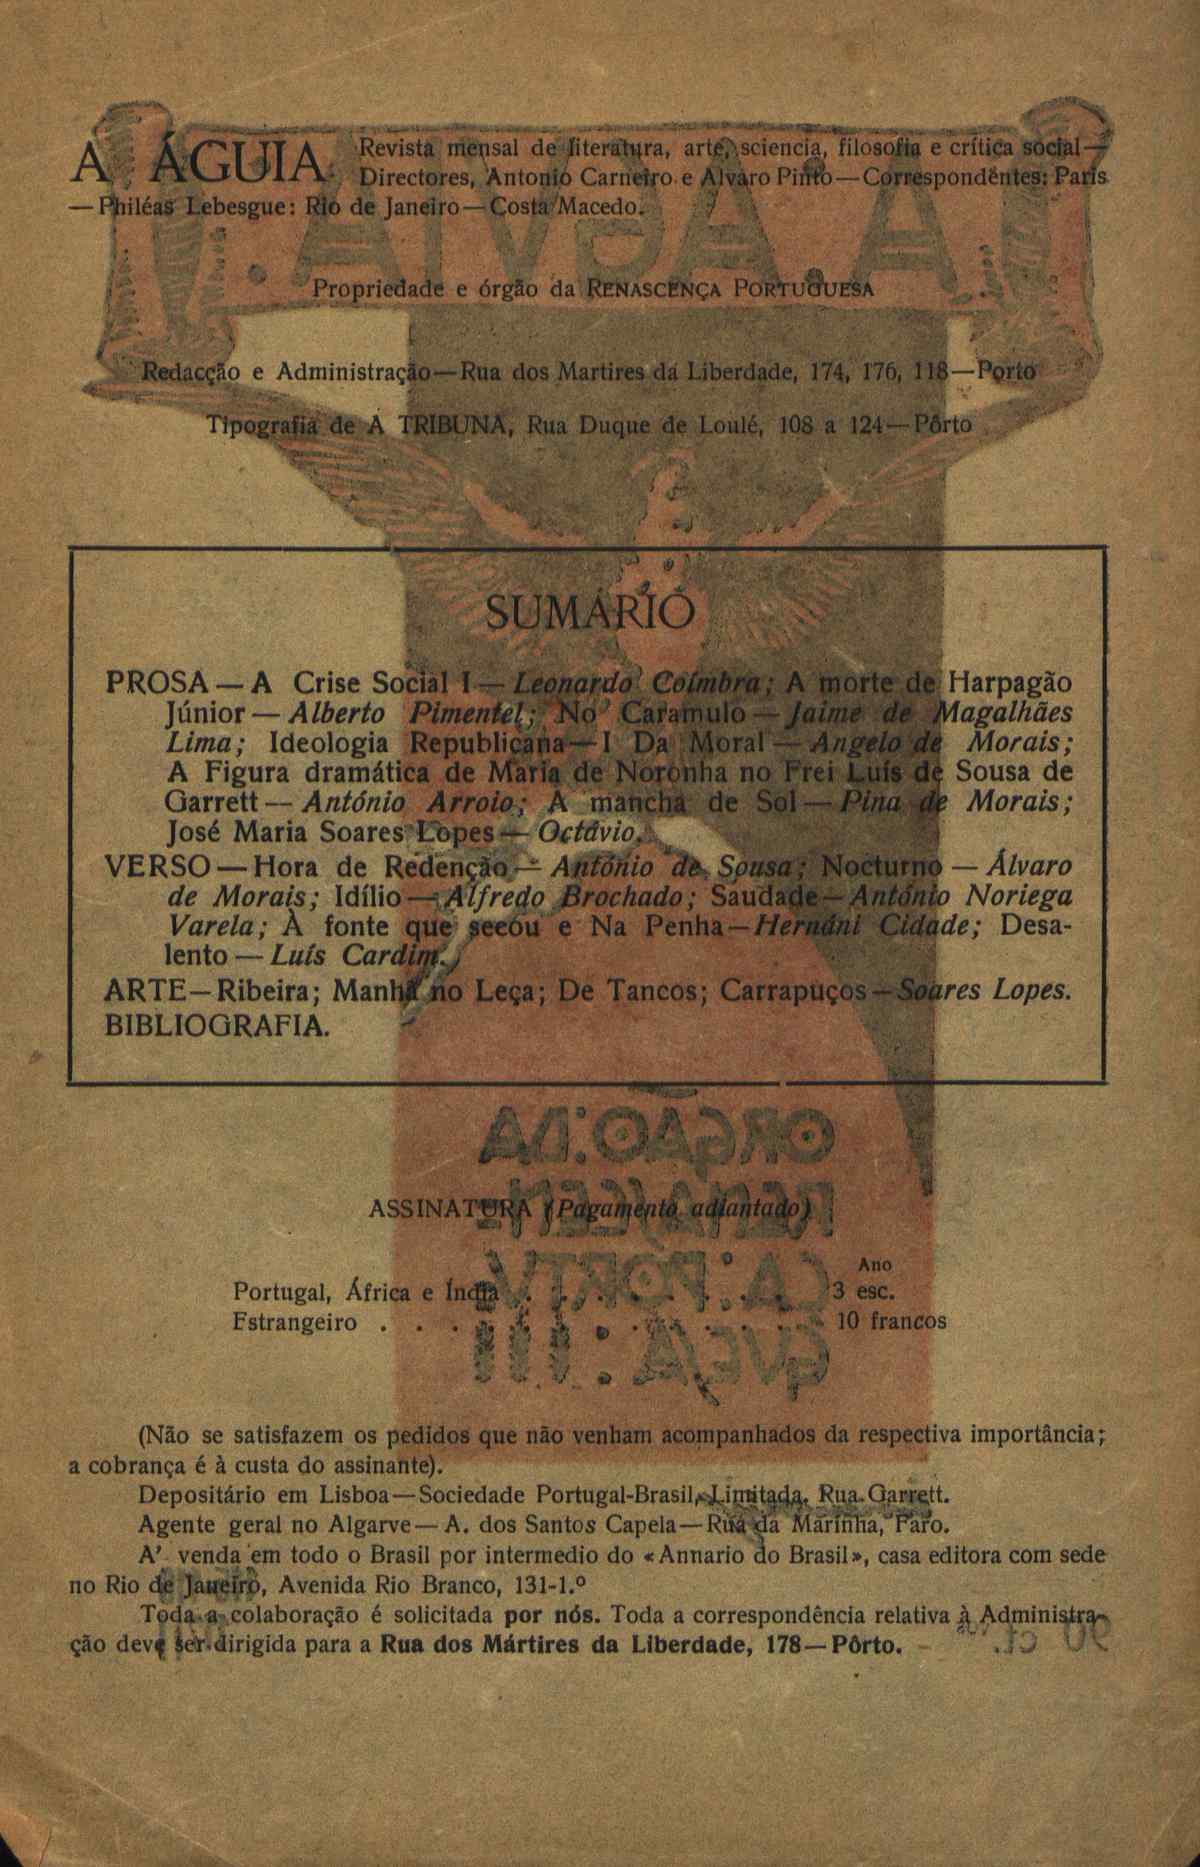 A ÁGUIA Revista mensal de literatura, arte, sciencia, filosofia e crítica social—
Directores, Antonio Carneiro e Alvaro Pinto—Correspondêntes: Paris
—Philéas Lebesgue: Rio de Janeiro—Costa Macedo.
Propriedade e órgão da RENASCENÇA PORTUGUESA
Redacção e Administração—Rua dos Martires da Liberdade, 174, 176, 118—Porto
Tipografia de A TRIBUNA, Rua Duque de Loulé, 108 a 124—Pôrto
SUMÁRIO
PROSA — A Crise Social I — Leonardo Coímbra; A morte de Harpagão
Júnior — Alberto Pimentel; No Caramulo — Jaime de Magalhães
Lima; Ideologia Republicana—I Da Moral — Angelo de Morais;
A Figura dramática de Maria de Noronha no Frei Luís de Sousa de
Garrett — António Arroio; A mancha de Sol — Pina de Morais;
José Maria Soares Lopes — Octávio.
VERSO — Hora de Redenção — António de Sousa; Nocturno — Álvaro
de Morais; Idílio — Alfredo Brochado; Saudade — António Noriega
Varela; À fonte que secou e Na Penha — Hernâni Cidade; Desa-
lento — Luís Cardim.
ARTE — Ribeira; Manhã no Leça; De Tancos; Carrapuços — Soares Lopes.
BIBLIOGRAFIA.
ASSINATURA (Pagamento adiantado)
Ano
Portugal, África e Índia . . . . . . . . . 3 esc.
Estrangeiro . . . . . . . . . . . . . 10 francos
(Não se satisfazem os pedidos que não venham acompanhados da respectiva importância;
a cobrança é à custa do assinante).
Depositário em Lisboa—Sociedade Portugal-Brasil, Limitada. Rua Garrett.
Agente geral no Algarve—A. dos Santos Capela—Rua da Marinha, Faro.
A' venda em todo o Brasil por intermedio do «Annario do Brasil», casa editora com sede
no Rio de Janeiro, Avenida Rio Branco, 131-1.º
Toda a colaboração é solicitada por nós. Toda a correspondência relativa à Administra-
ção deve ser dirigida para a Rua dos Mártires da Liberdade, 178—Pôrto.